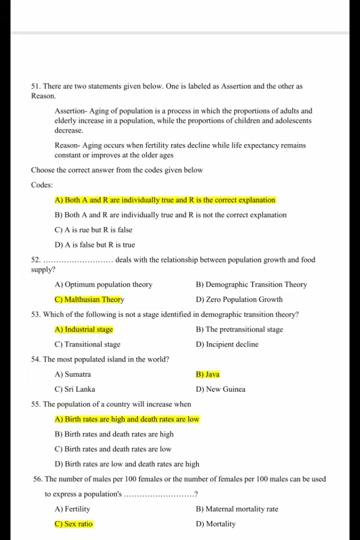 51. There are two statements given below. One is labeled as Assertion and the other as
Reason.
Assertion- Aging of population is a process in which the proportions of adults and
elderly increase in a population, while the proportions of children and adolescents
decrease.
Reason- Aging occurs when fertility rates decline while life expectancy remains
constant or improves at the older ages
Choose the correct answer from the codes given below
Codes:
A) Both A and R are individually true and R is the correct explanation
B) Both A and R are individually true and R is not the correct explanation
C) A is rue but R is false
D) A is false but R is true
52. ............................ deals with the relationship between population growth and food
supply?
A) Optimum population theory B) Demographic Transition Theory
C) Malthusian Theory D) Zero Population Growth
53. Which of the following is not a stage identified in demographic transition theory?
A) Industrial stage B) The pretransitional stage
C) Transitional stage D) Incipient decline
54. The most populated island in the world?
A) Sumatra B) Java
C) Sri Lanka D) New Guinea
55. The population of a country will increase when
A) Birth rates are high and death rates are low
B) Birth rates and death rates are high
C) Birth rates and death rates are low
D) Birth rates are low and death rates are high
56. The number of males per 100 females or the number of females per 100 males can be used
to express a population's ............................?
A) Fertility B) Maternal mortality rate
C) Sex ratio D) Mortality